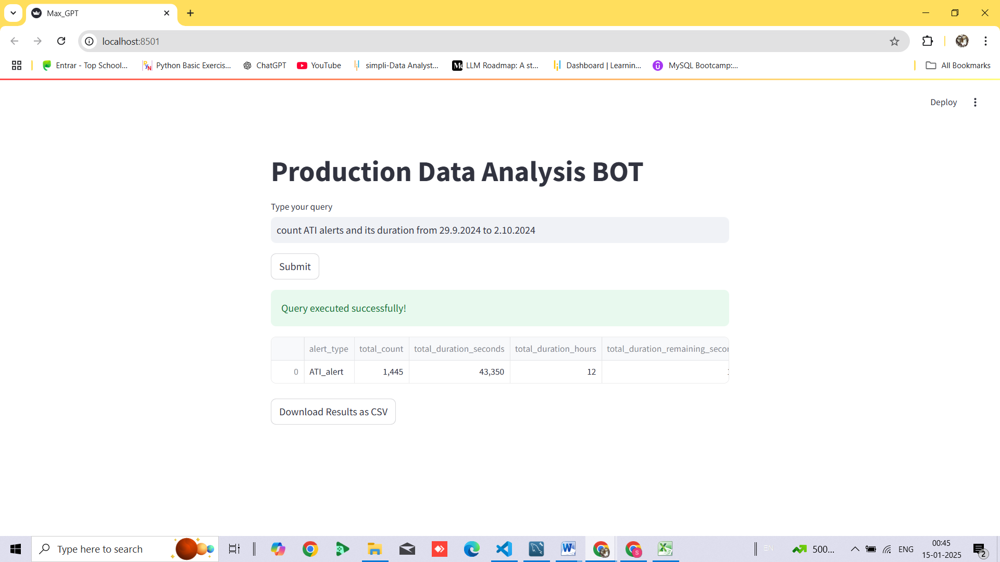 Max_GPT
localhost:8501
Entrar - Top School...
Python Basic Exercis...
ChatGPT
YouTube
simpli-Data Analyst...
LLM Roadmap: A st...
Dashboard | Learnin...
MySQL Bootcamp:...
All Bookmarks
Deploy
Production Data Analysis BOT
Type your query
count ATI alerts and its duration from 29.9.2024 to 2.10.2024
Submit
Query executed successfully!
alert_type total_count total_duration_seconds total_duration_hours total_duration_remaining_secon
0 ATI_alert 1,445 43,350 12
Download Results as CSV
Type here to search
EN
500...
ENG
00:45
15-01-2025
2